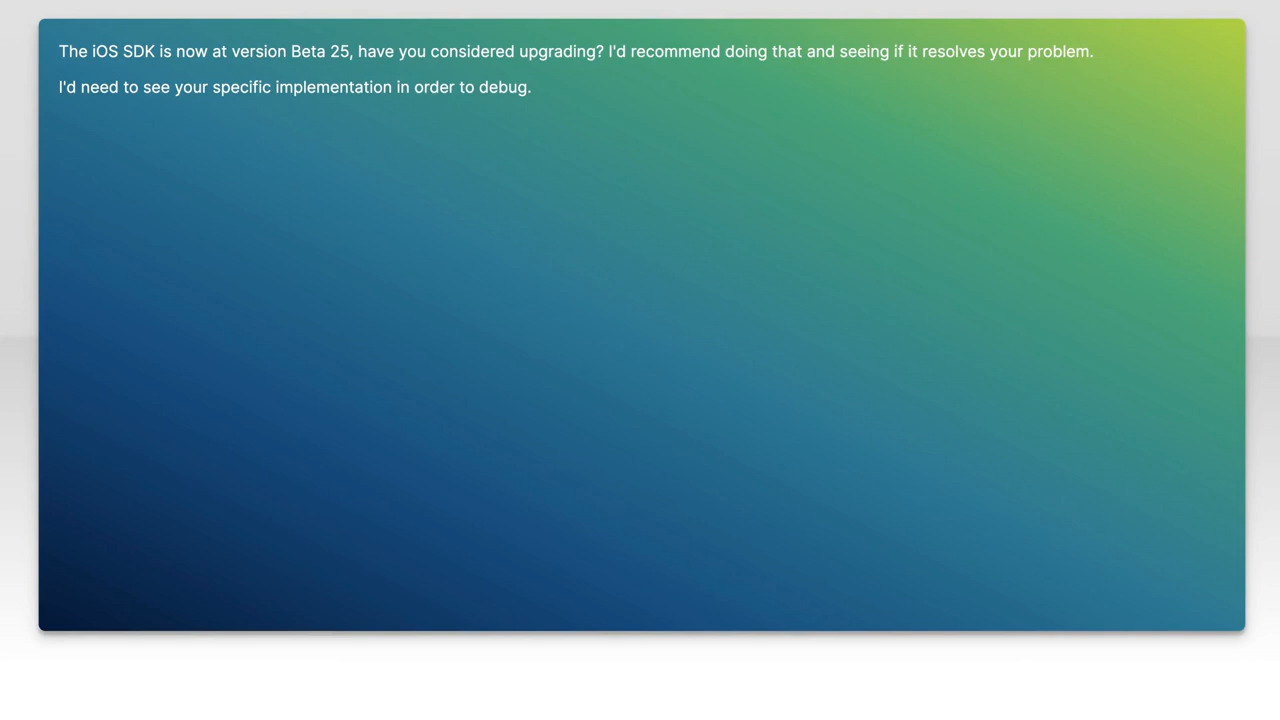 The iOS SDK is now at version Beta 25, have you considered upgrading? I'd recommend doing that and seeing if it resolves your problem.
I'd need to see your specific implementation in order to debug.